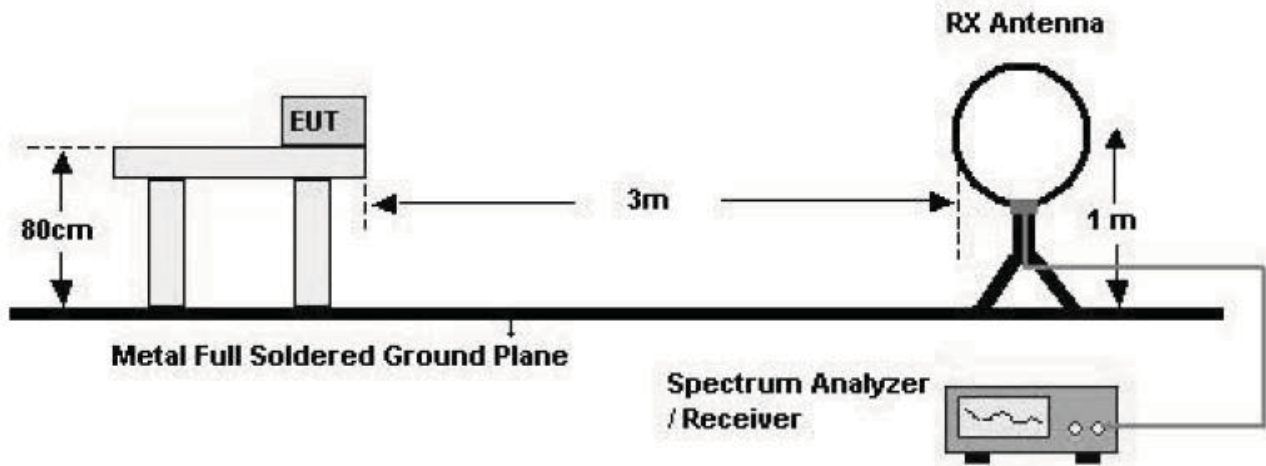 RX Antenna
EUT
80cm
3m
1 m
Metal Full Soldered Ground Plane
Spectrum Analyzer
/ Receiver